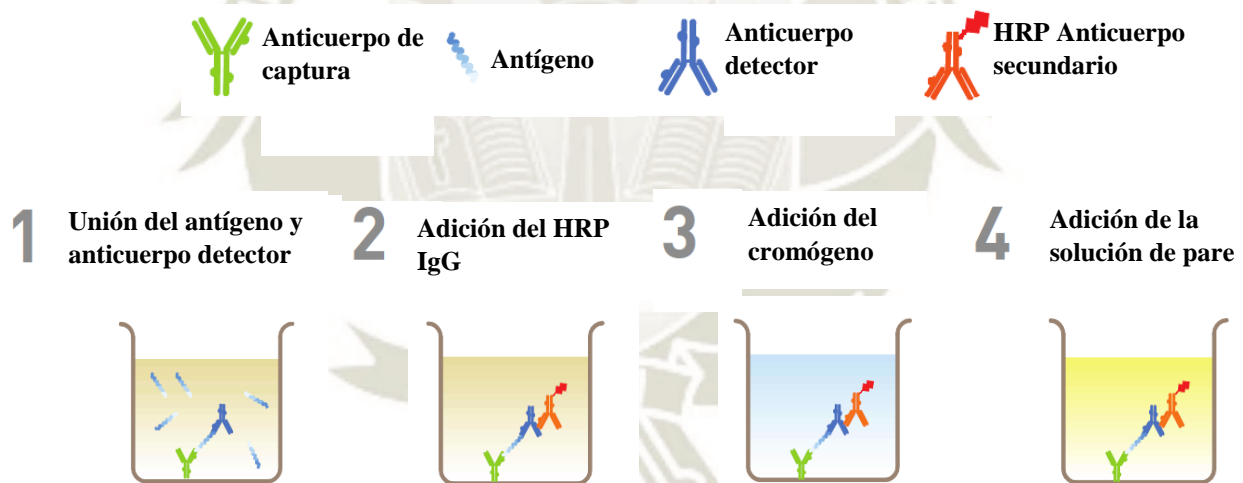 Anticuerpo de
captura
Antígeno
Anticuerpo
detector
HRP Anticuerpo
secundario
1
Unión del antígeno y
anticuerpo detector
2
Adición del HRP
IgG
3
Adición del
cromógeno
4
Adición de la
solución de pare